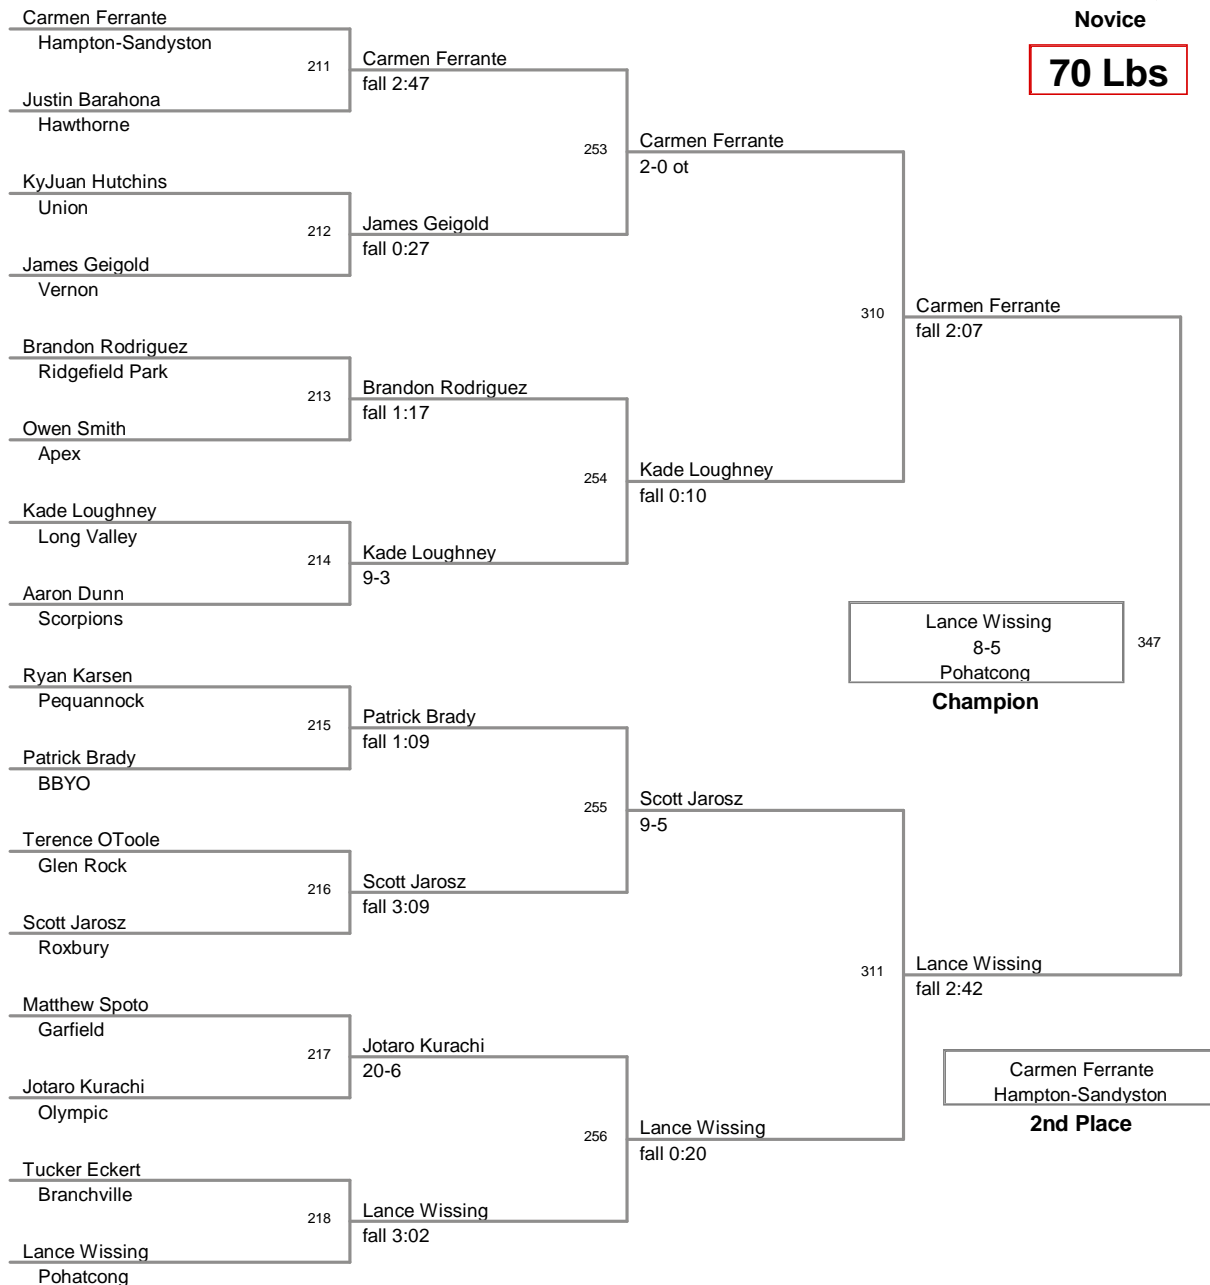 Novice
70 Lbs
Carmen Ferrante
Hampton-Sandyston
211
Justin Barahona
Hawthorne
Carmen Ferrante
fall 2:47
KyJuan Hutchins
Union
212
James Geigold
Vernon
James Geigold
fall 0:27
253
Carmen Ferrante
2-0 ot
Brandon Rodriguez
Ridgefield Park
213
Owen Smith
Apex
Brandon Rodriguez
fall 1:17
Kade Loughney
Long Valley
214
Aaron Dunn
Scorpions
Kade Loughney
9-3
254
Kade Loughney
fall 0:10
310
Carmen Ferrante
fall 2:07
Ryan Karsen
Pequannock
215
Patrick Brady
BBYO
Patrick Brady
fall 1:09
Terence OToole
Glen Rock
216
Scott Jarosz
Roxbury
Scott Jarosz
fall 3:09
255
Scott Jarosz
9-5
Matthew Spoto
Garfield
217
Jotaro Kurachi
Olympic
Jotaro Kurachi
20-6
Tucker Eckert
Branchville
218
Lance Wissing
Pohatcong
Lance Wissing
fall 3:02
256
Lance Wissing
fall 0:20
311
Lance Wissing
fall 2:42
347
Lance Wissing
8-5
Pohatcong
Champion
Carmen Ferrante
Hampton-Sandyston
2nd Place